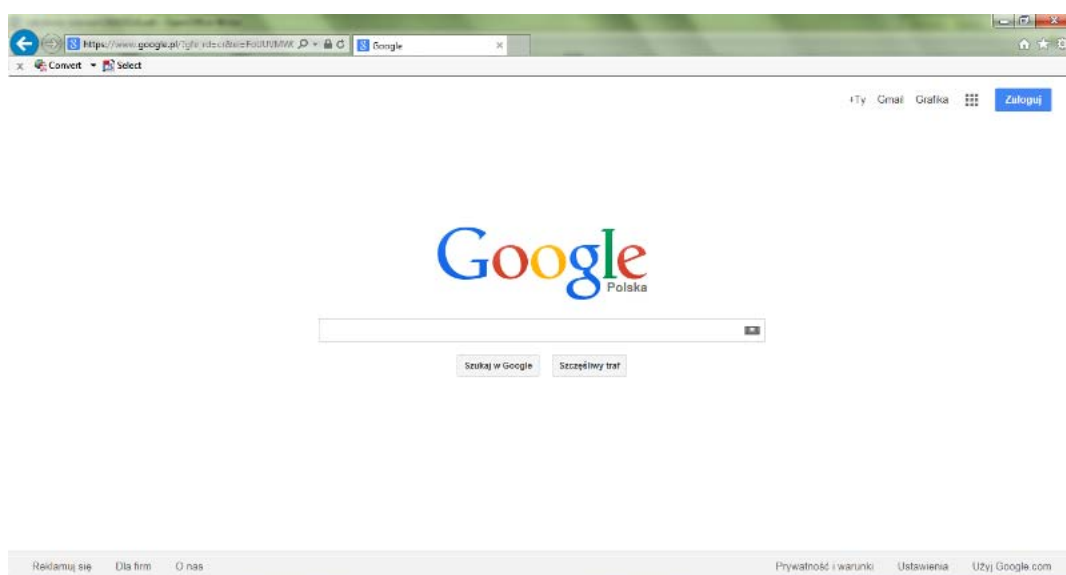 https://www.google.pl/
Google
x Convert Select
+Ty Gmail Grafika Zaloguj
Google
Polska
Szukaj w Google Szczęśliwy traf
Reklamuj się Dla firm O nas Prywatność i warunki Ustawienia Użyj Google.com